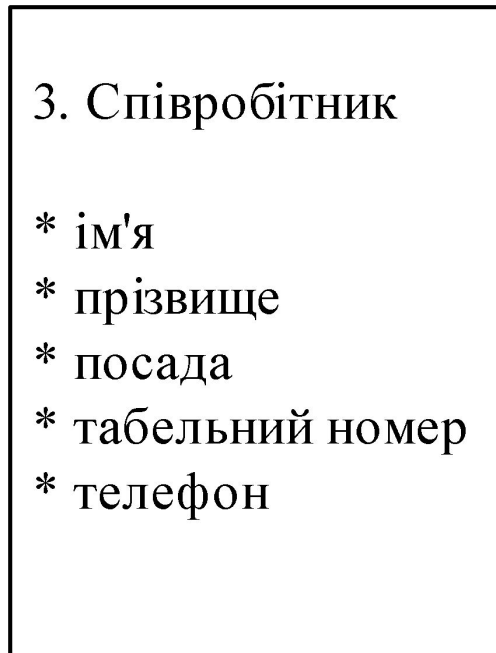 3. Співробітник
* ім'я
* прізвище
* посада
* табельний номер
* телефон